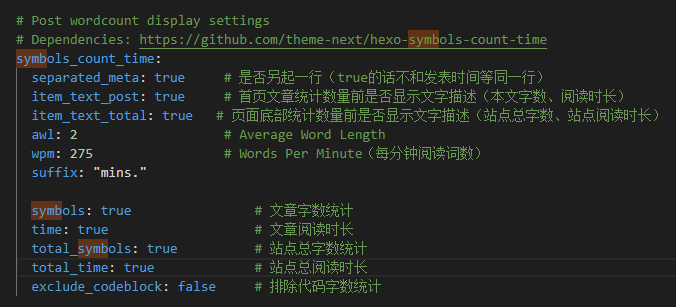 # Post wordcount display settings
# Dependencies: https://github.com/theme-next/hexo-symbols-count-time
symbols_count_time:
  separated_meta: true     # 是否另起一行（true的话不和发表时间等同一行）
  item_text_post: true     # 首页文章统计数量前是否显示文字描述（本文字数、阅读时长）
  item_text_total: true   # 页面底部统计数量前是否显示文字描述（站点总字数、站点阅读时长）
  awl: 2                   # Average Word Length
  wpm: 275                 # Words Per Minute（每分钟阅读词数）
  suffix: "mins."
  symbols: true                # 文章字数统计
  time: true                   # 文章阅读时长
  total_symbols: true          # 站点总字数统计
  total_time: true             # 站点总阅读时长
  exclude_codeblock: false     # 排除代码字数统计